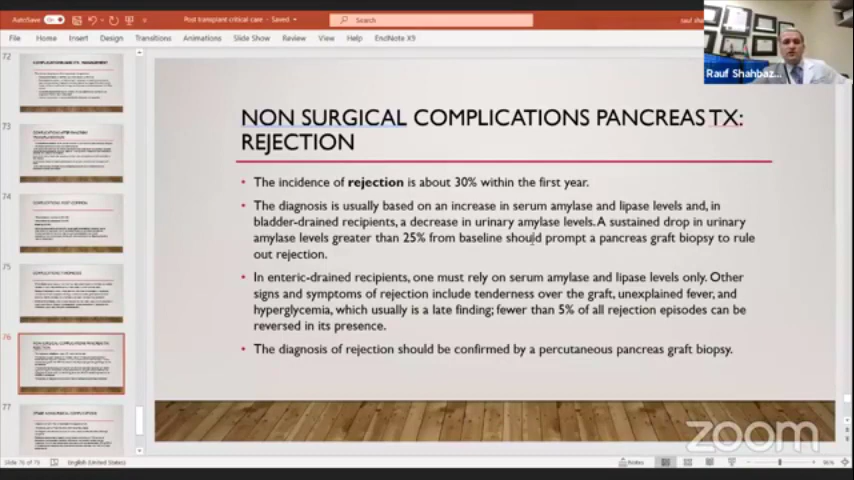 AutoSave On
Post transplant critical care - Saved
Search
File Home Insert Design Transitions Animations Slide Show Review View Help EndNote X9
Rauf Shahbaz...
72
73
74
75
76
77
NON SURGICAL COMPLICATIONS PANCREAS TX:
REJECTION
• The incidence of rejection is about 30% within the first year.
• The diagnosis is usually based on an increase in serum amylase and lipase levels and, in
bladder-drained recipients, a decrease in urinary amylase levels. A sustained drop in urinary
amylase levels greater than 25% from baseline should prompt a pancreas graft biopsy to rule
out rejection.
• In enteric-drained recipients, one must rely on serum amylase and lipase levels only. Other
signs and symptoms of rejection include tenderness over the graft, unexplained fever, and
hyperglycemia, which usually is a late finding; fewer than 5% of all rejection episodes can be
reversed in its presence.
• The diagnosis of rejection should be confirmed by a percutaneous pancreas graft biopsy.
zoom
English (United States)
Notes